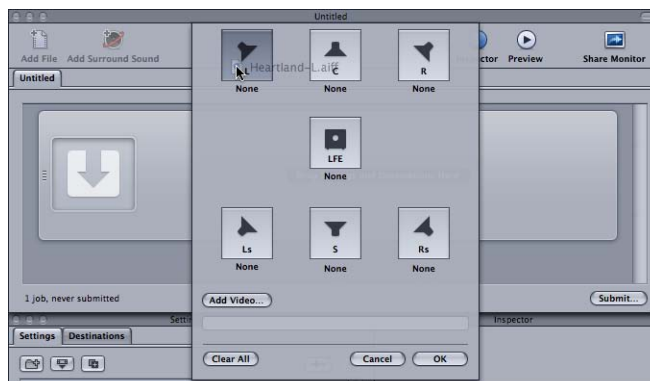 Untitled
Add File Add Surround Sound
ctor Preview Share Monitor
Untitled
L Heartland-L.aiff C R
None None None
LFE
None
Ls S Rs
None None None
1 job, never submitted
Add Video... Submit...
Setti Inspector
Settings Destinations
Clear All Cancel OK